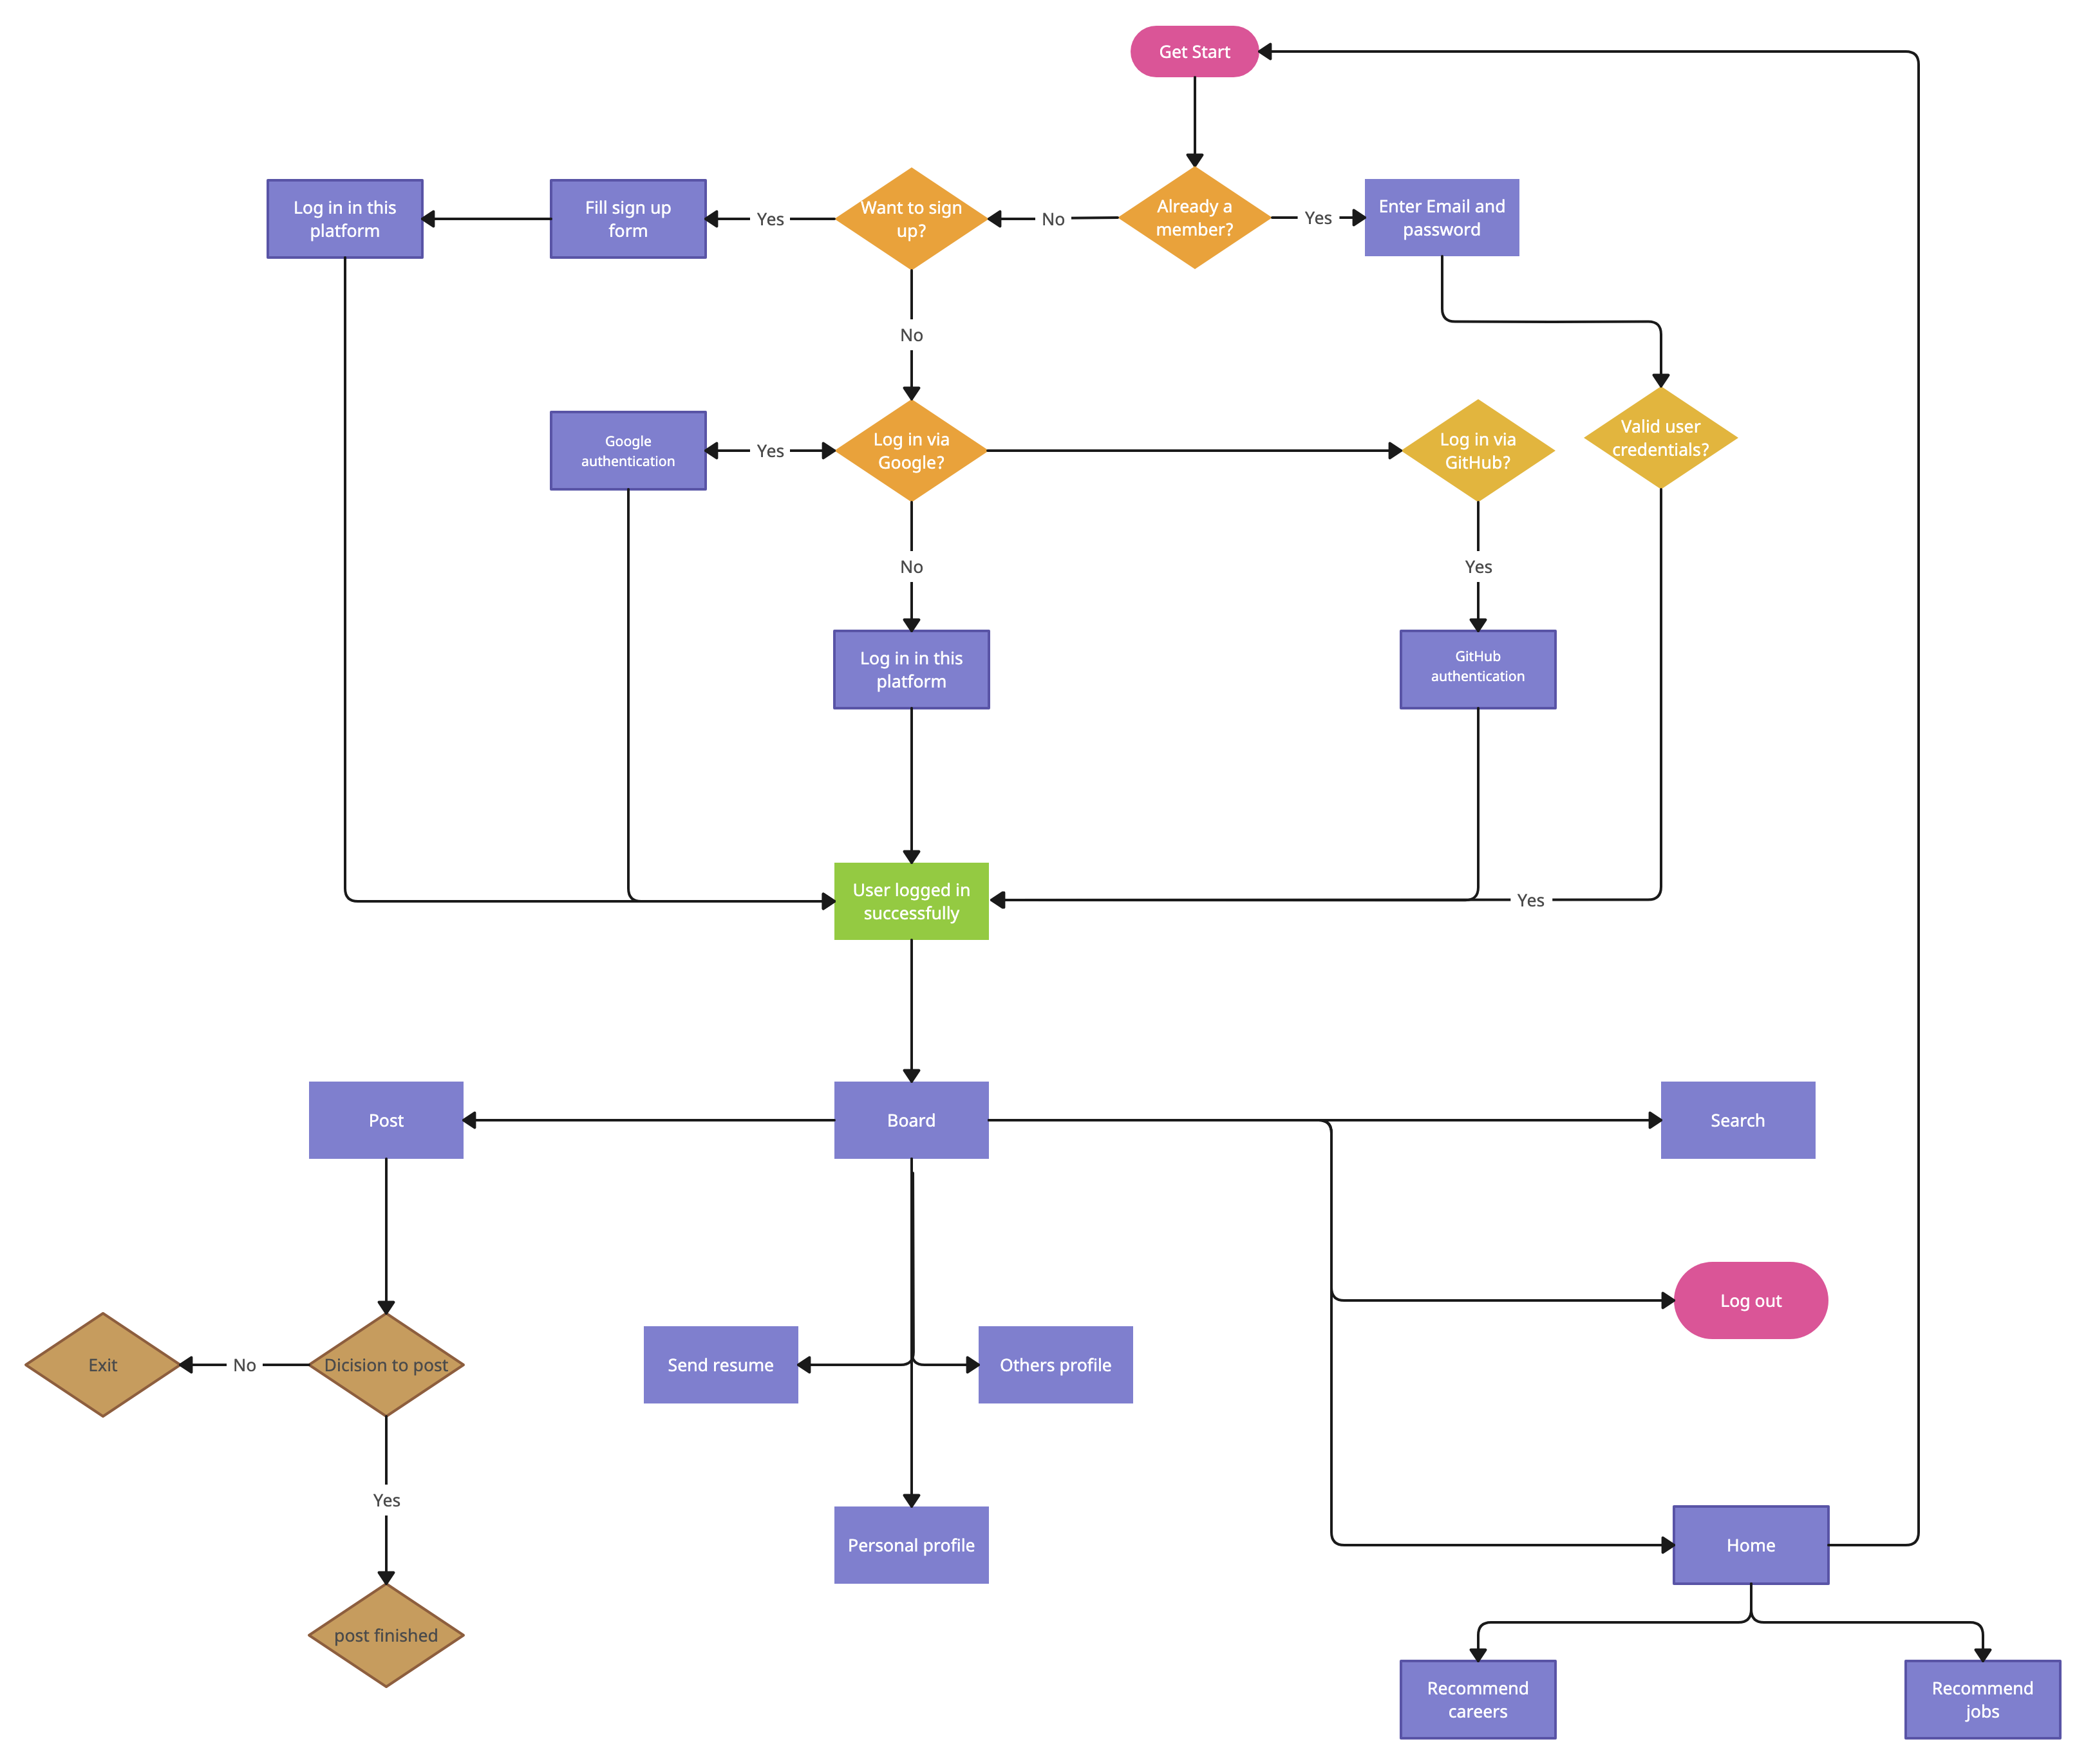 Get Start
Log in in this
platform
Fill sign up
form
Yes
Want to sign
up?
No
Already a
member?
Yes
Enter Email and
password
No
Google
authentication
Yes
Log in via
Google?
Log in via
GitHub?
Valid user
credentials?
No
Yes
Log in in this
platform
GitHub
authentication
User logged in
successfully
Yes
Post
Board
Search
Log out
Exit
No
Dicision to post
Send resume
Others profile
Yes
Personal profile
Home
post finished
Recommend
careers
Recommend
jobs